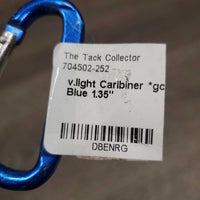 The Tack Collector
704502-252
v.light Caribiner *gc
Blue 1.35"
DBENRG